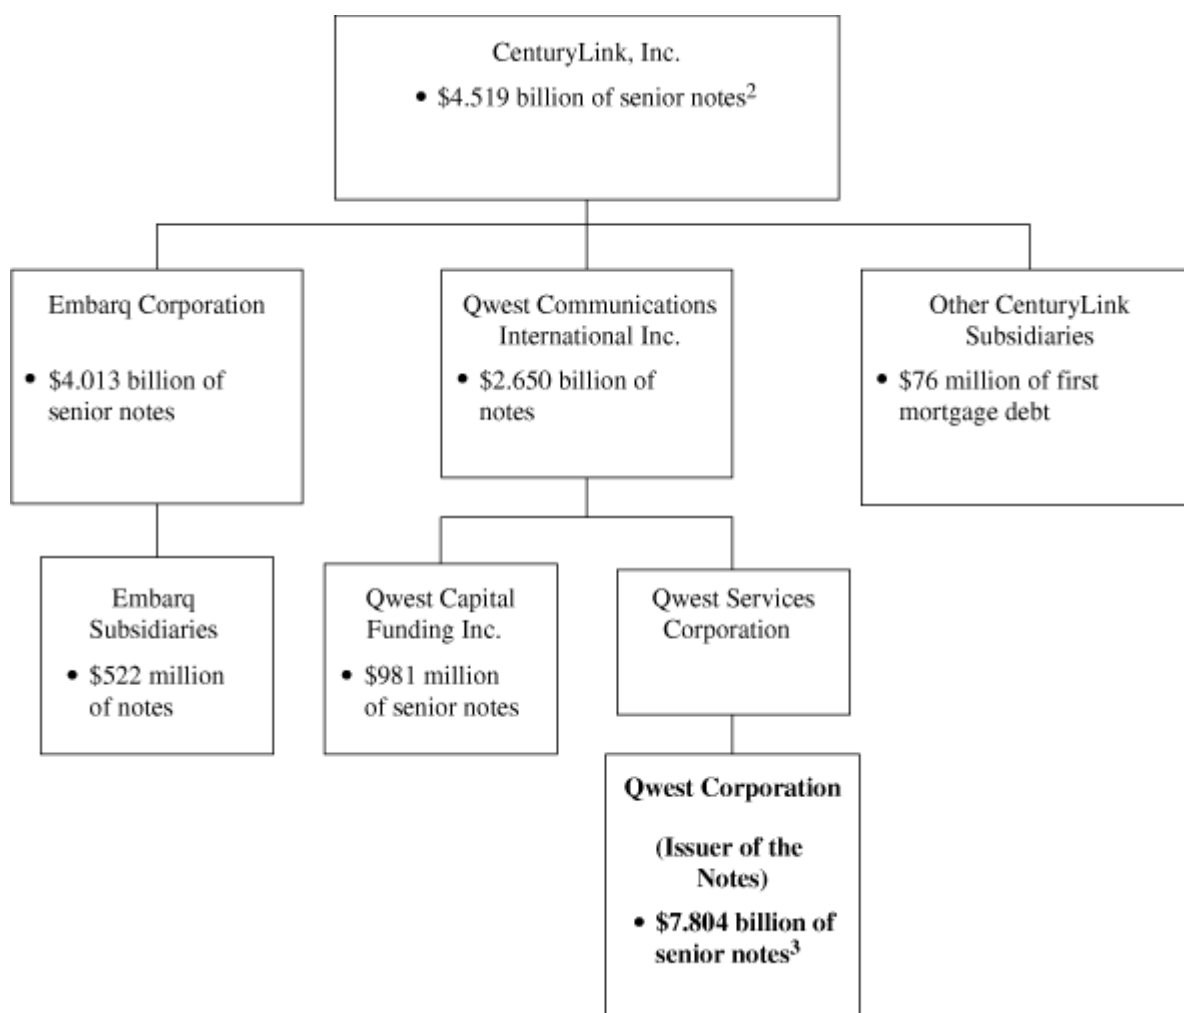 CenturyLink, Inc.
• $4.519 billion of senior notes2
Embarq Corporation
• $4.013 billion of
senior notes
Qwest Communications
International Inc.
• $2.650 billion of
notes
Other CenturyLink
Subsidiaries
• $76 million of first
mortgage debt
Embarq
Subsidiaries
• $522 million
of notes
Qwest Capital
Funding Inc.
• $981 million
of senior notes
Qwest Services
Corporation
Qwest Corporation
(Issuer of the
Notes)
• $7.804 billion of
senior notes3